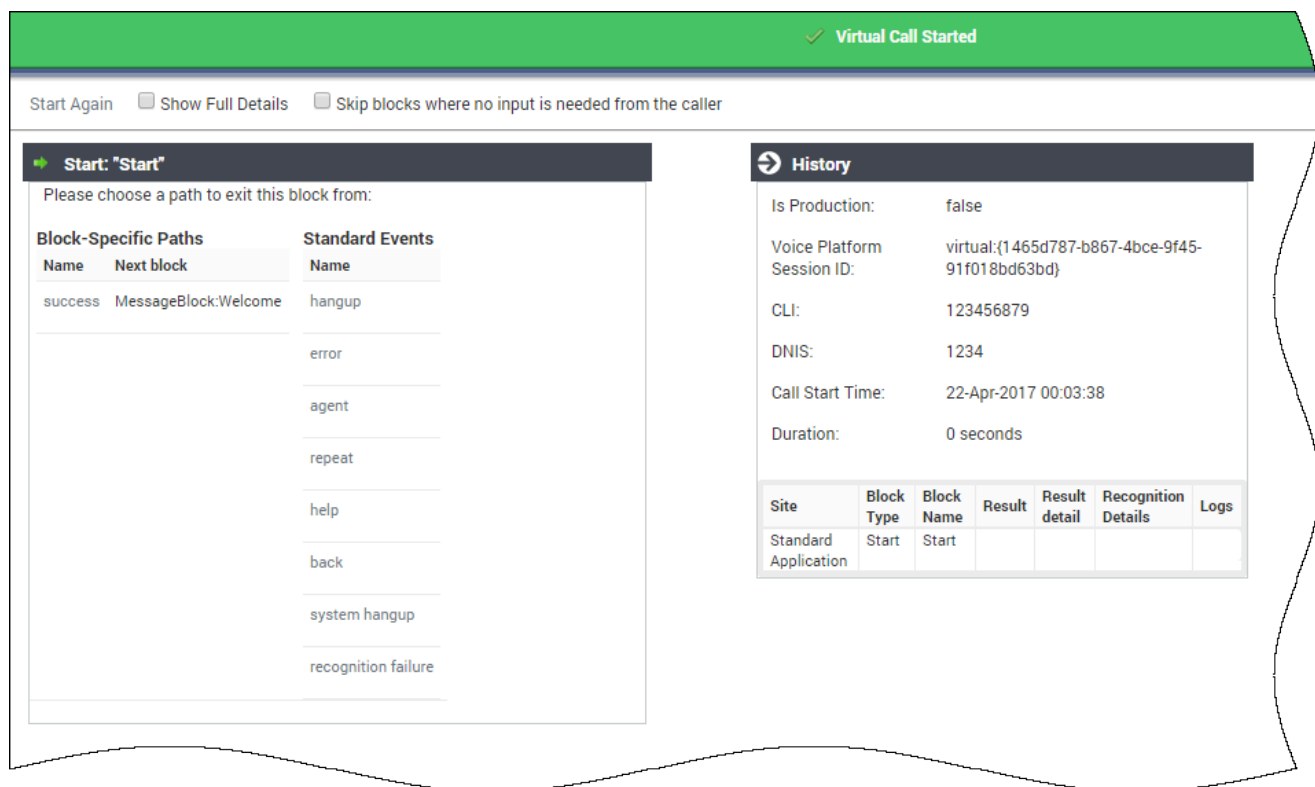 Virtual Call Started
Start Again Show Full Details Skip blocks where no input is needed from the caller
Start: "Start"
Please choose a path to exit this block from:
Block-Specific Paths Standard Events
Name Next block Name
success MessageBlock:Welcome hangup
error
agent
repeat
help
back
system hangup
recognition failure
History
Is Production: false
Voice Platform virtual:{1465d787-b867-4bce-9f45-
Session ID: 91f018bd63bd}
CLI: 123456879
DNIS: 1234
Call Start Time: 22-Apr-2017 00:03:38
Duration: 0 seconds
Site Block Block Result Result Recognition Logs
Type Name detail Details
Standard Start Start
Application